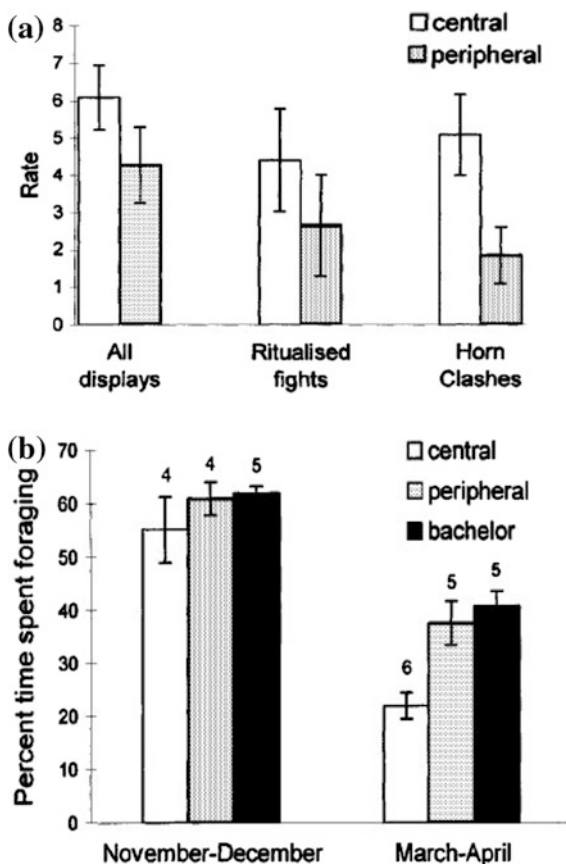 (a)
central
peripheral
Rate
8
7
6
5
4
3
2
1
0
All
displays
Ritualised
fights
Horn
Clashes
(b)
central
peripheral
bachelor
Percent time spent foraging
70
60
50
40
30
20
10
0
4
4
5
6
5
5
November-December
March-April